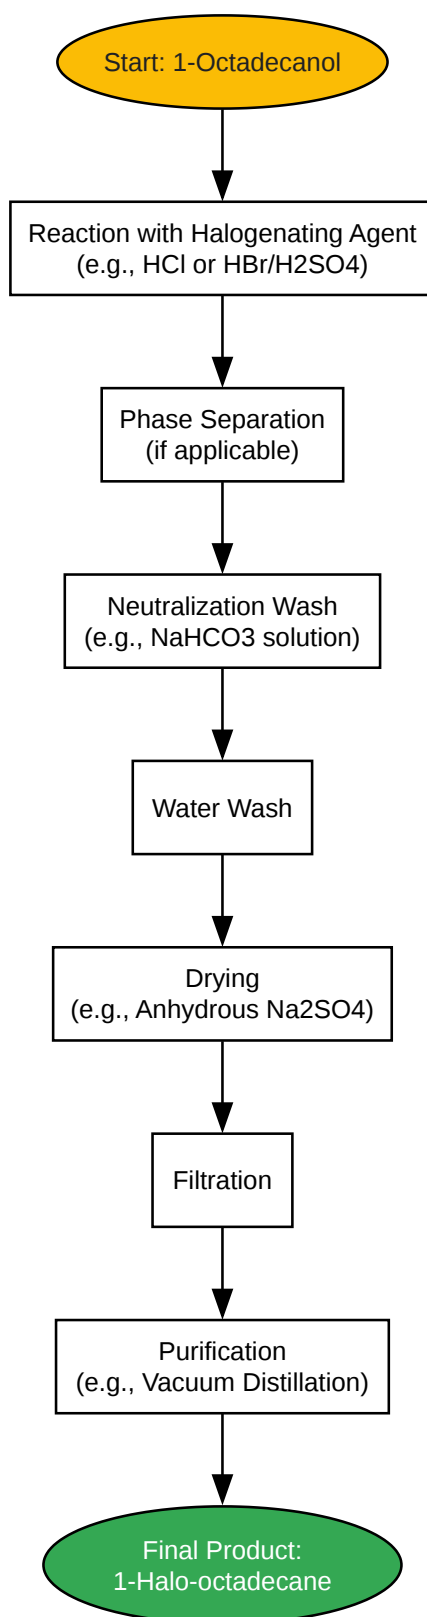 Start: 1-Octadecanol
Reaction with Halogenating Agent
(e.g., HCl or HBr/H2SO4)
Phase Separation
(if applicable)
Neutralization Wash
(e.g., NaHCO3 solution)
Water Wash
Drying
(e.g., Anhydrous Na2SO4)
Filtration
Purification
(e.g., Vacuum Distillation)
Final Product:
1-Halo-octadecane